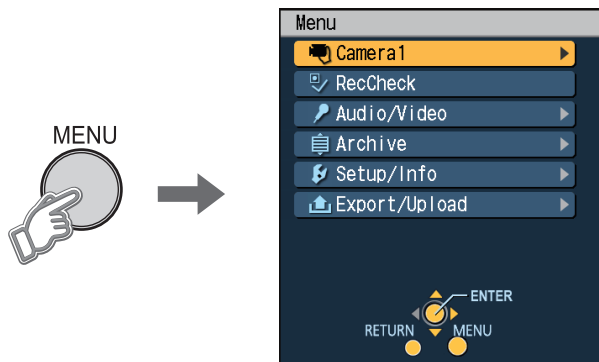 MENU
Menu
Camera1
RecCheck
Audio/Video
Archive
Setup/Info
Export/Upload
ENTER
RETURN MENU